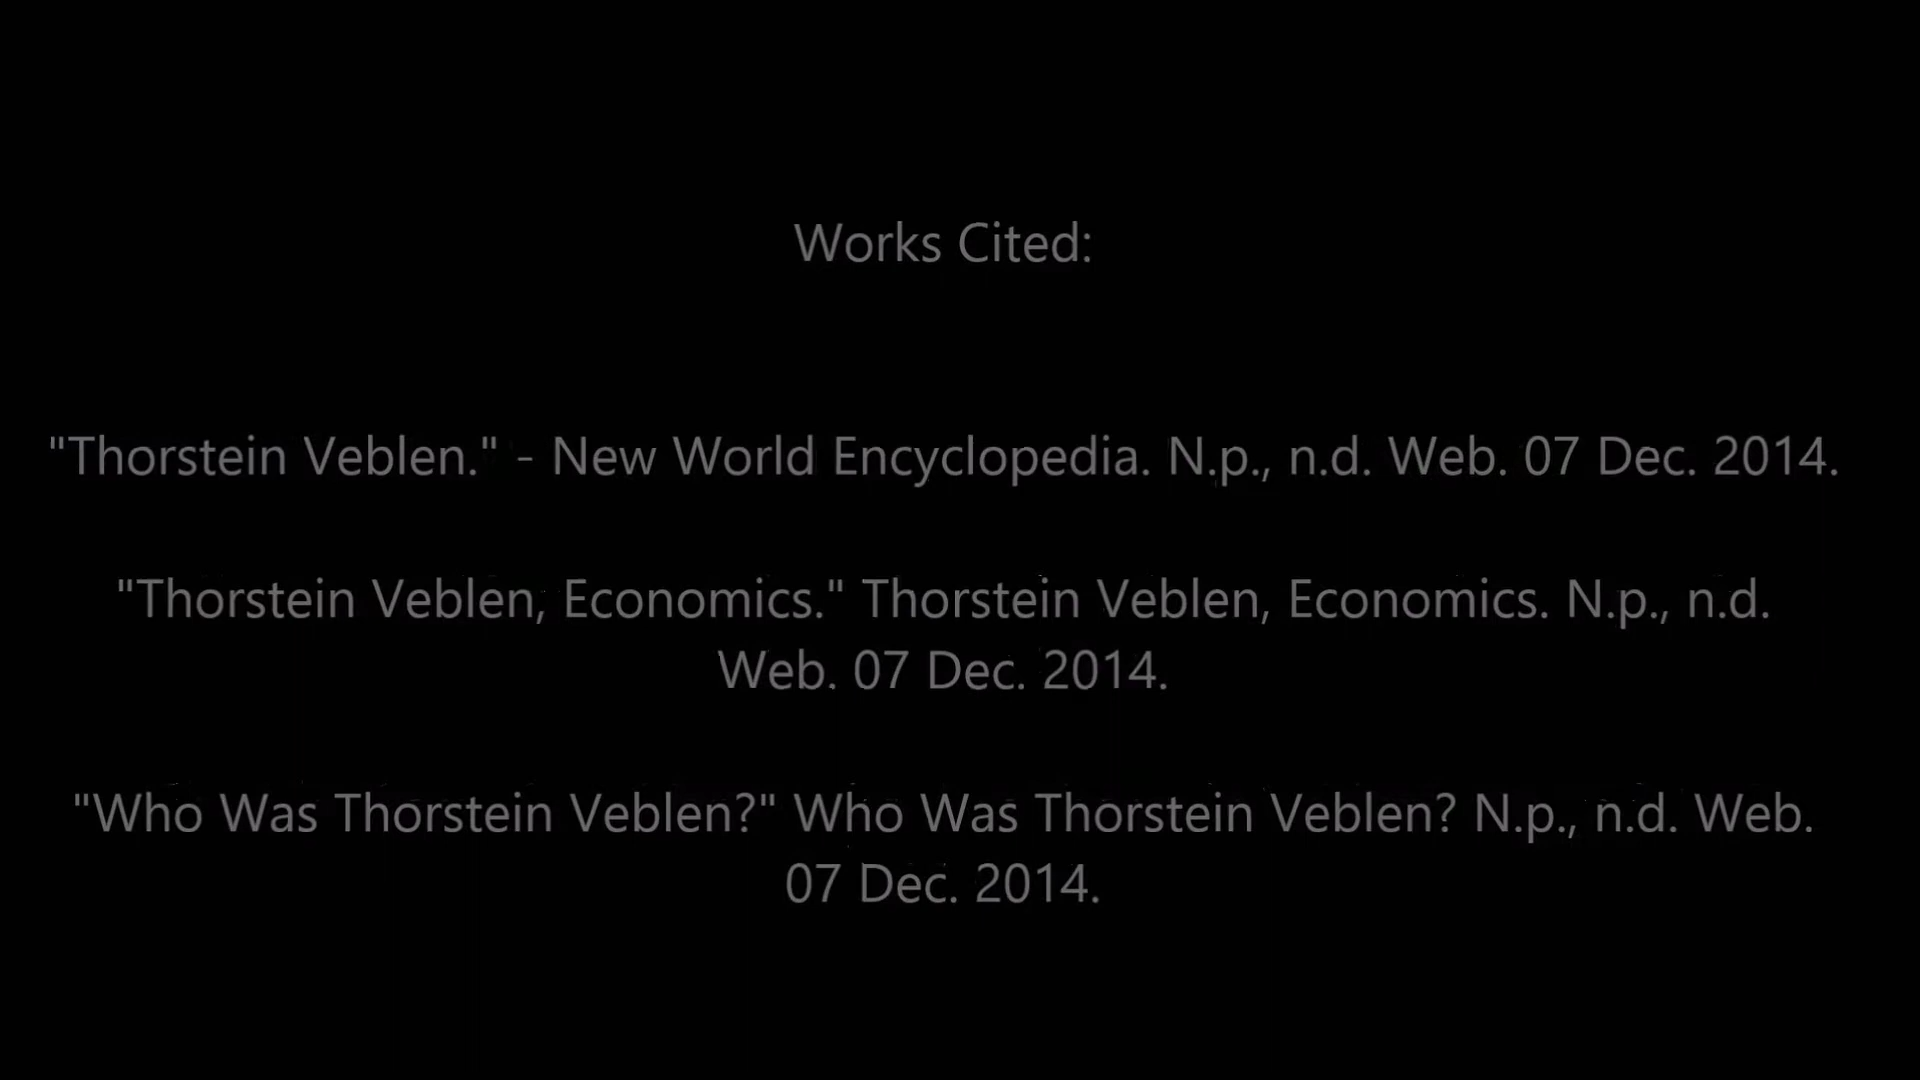 Works Cited:
"Thorstein Veblen." - New World Encyclopedia. N.p., n.d. Web. 07 Dec. 2014.
"Thorstein Veblen, Economics." Thorstein Veblen, Economics. N.p., n.d.
Web. 07 Dec. 2014.
"Who Was Thorstein Veblen?" Who Was Thorstein Veblen? N.p., n.d. Web.
07 Dec. 2014.